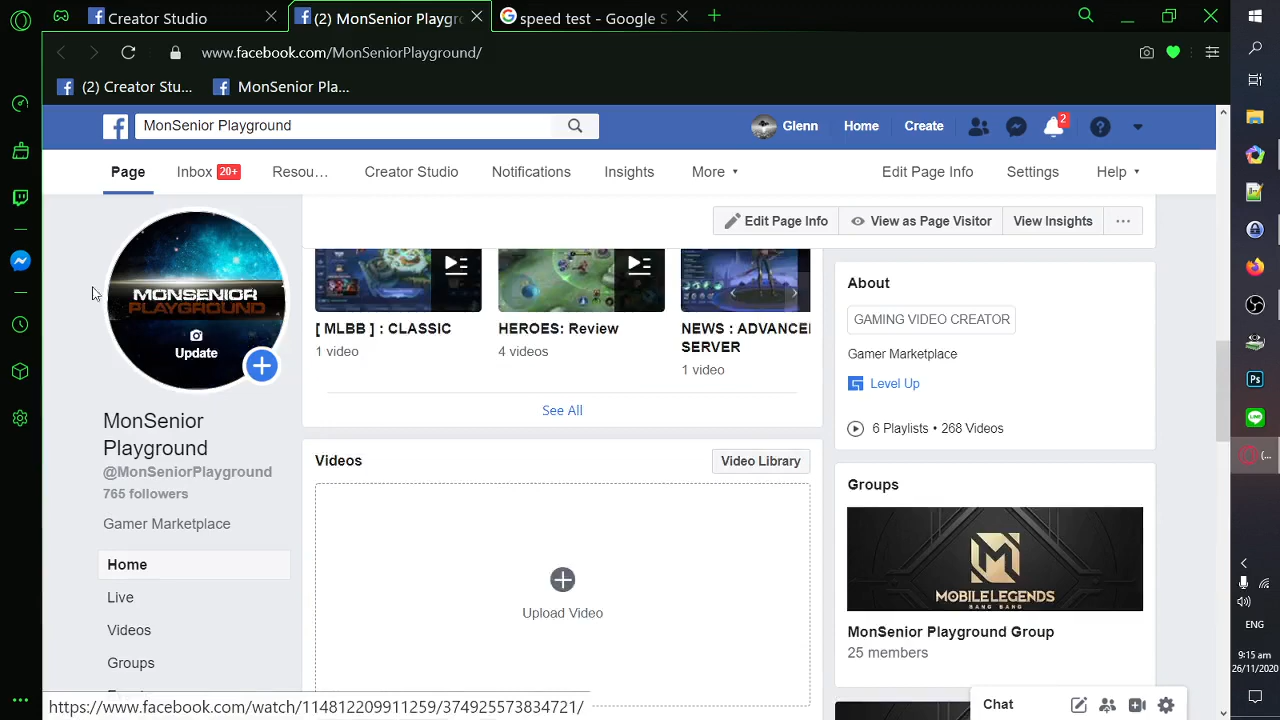 Creator Studio
(2) MonSenior Playgr
speed test - Google S
www.facebook.com/MonSeniorPlayground/
(2) Creator Stu...
MonSenior Pla...
MonSenior Playground
Glenn
Home
Create
2
Page
Inbox 20+
Resou...
Creator Studio
Notifications
Insights
More
Edit Page Info
Settings
Help
Edit Page Info
View as Page Visitor
View Insights
MONSENIOR
PLAYGROUND
Update
MonSenior
Playground
@MonSeniorPlayground
765 followers
Gamer Marketplace
Home
Live
Videos
Groups
[ MLBB ] : CLASSIC
1 video
HEROES: Review
4 videos
NEWS : ADVANCE
SERVER
1 video
See All
Videos
Video Library
Upload Video
About
GAMING VIDEO CREATOR
Gamer Marketplace
Level Up
6 Playlists • 268 Videos
Groups
MOBILE LEGENDS
BANG BANG
MonSenior Playground Group
25 members
Chat
https://www.facebook.com/watch/114812209911259/374925573834721/
Ps
LINE
(...
ENG
9:15 am
26/11/2020